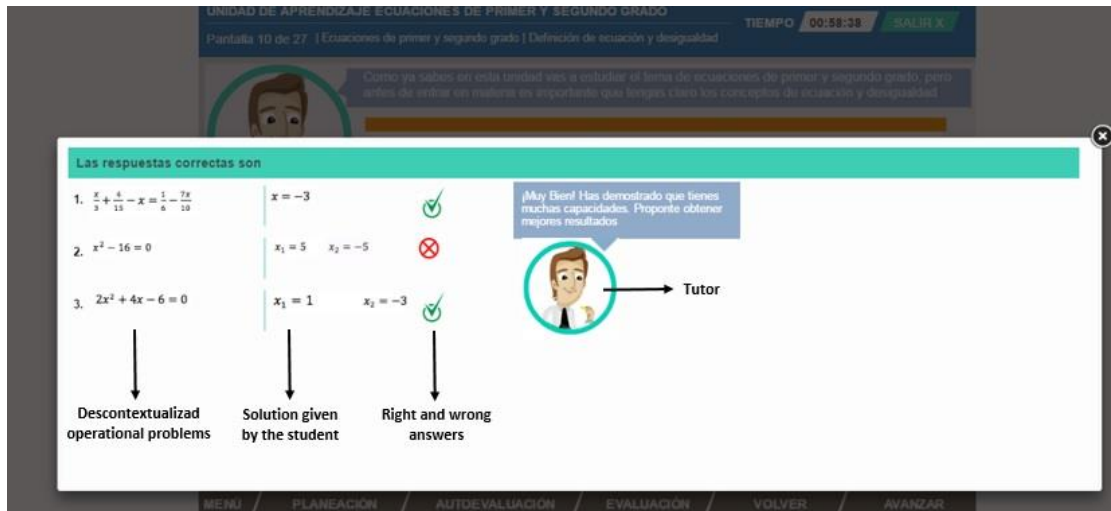 UNIDAD DE APRENDIZAJE ECUACIONES DE PRIMER Y SEGUNDO GRADO
TIEMPO 00:58:38 SALIR X
Pantalla 10 de 27 | Ecuaciones de primer y segundo grado | Definición de ecuación y desigualdad
Como ya sabes en esta unidad vas a estudiar el tema de ecuaciones de primer y segundo grado, pero
antes de entrar en materia es importante que tengas claro los conceptos de ecuación y desigualdad
Las respuestas correctas son
1. x/3 + 4/15 − x = 1/6 − 7x/10 x = −3
2. x² − 16 = 0 x₁ = 5 x₂ = −5
3. 2x² + 4x − 6 = 0 x₁ = 1 x₂ = −3
¡Muy Bien! Has demostrado que tienes
muchas capacidades. Proponte obtener
mejores resultados
Tutor
Descontextualizad
operational problems
Solution given
by the student
Right and wrong
answers
MENÚ / PLANEACIÓN / AUTOEVALUACIÓN / EVALUACIÓN / VOLVER / AVANZAR